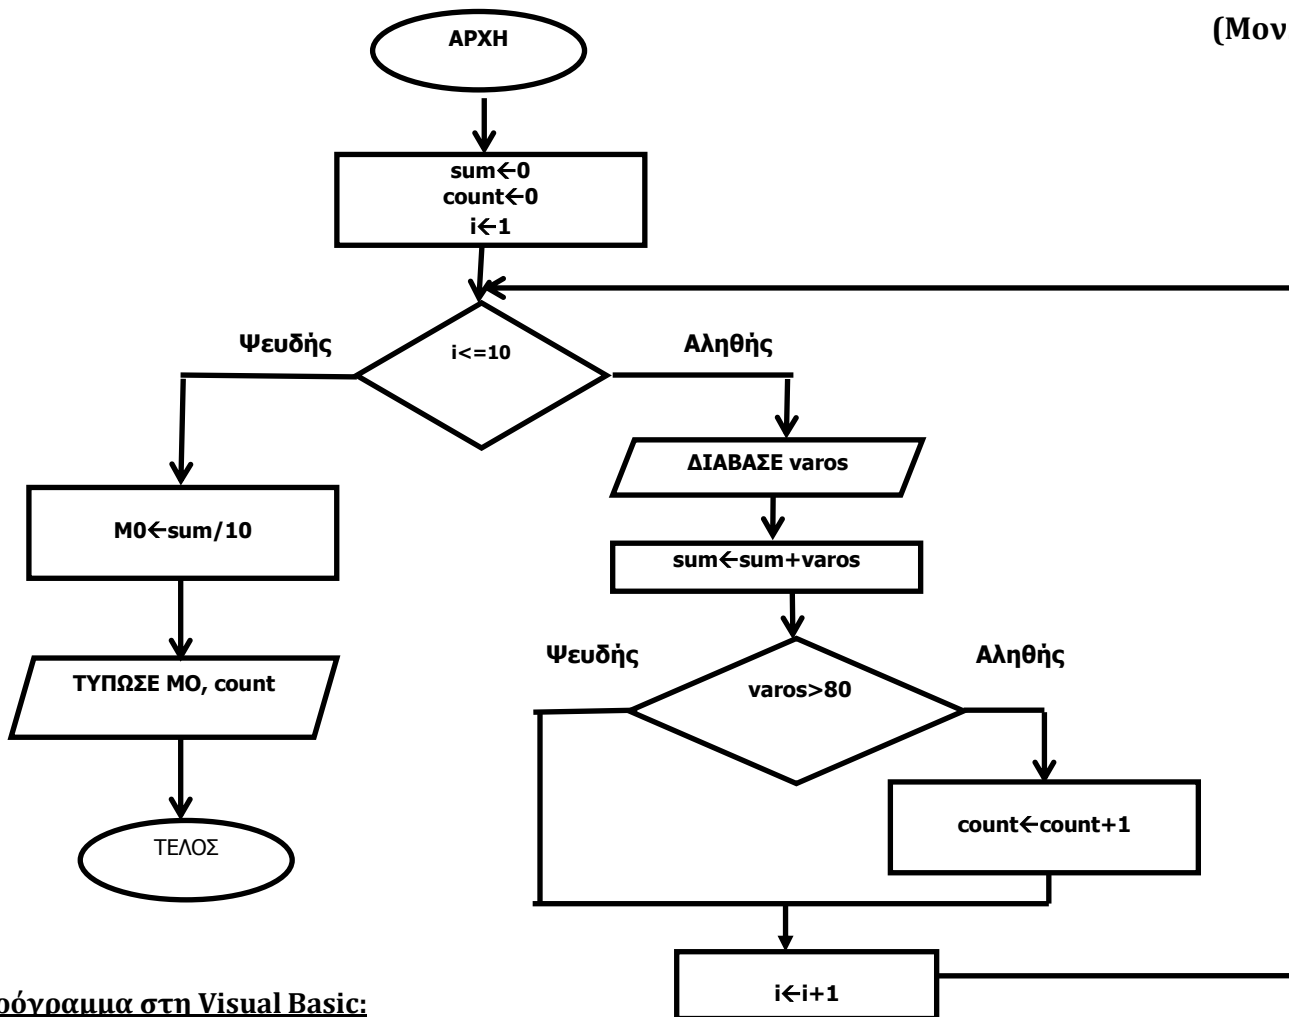 (Μον
ΑΡΧΗ
sum←0
count←0
i←1
Ψευδής
i<=10
Αληθής
ΔΙΑΒΑΣΕ varos
M0←sum/10
sum←sum+varos
Ψευδής
Αληθής
ΤΥΠΩΣΕ ΜΟ, count
varos>80
count←count+1
ΤΕΛΟΣ
i←i+1
ρόγραμμα στη Visual Basic: